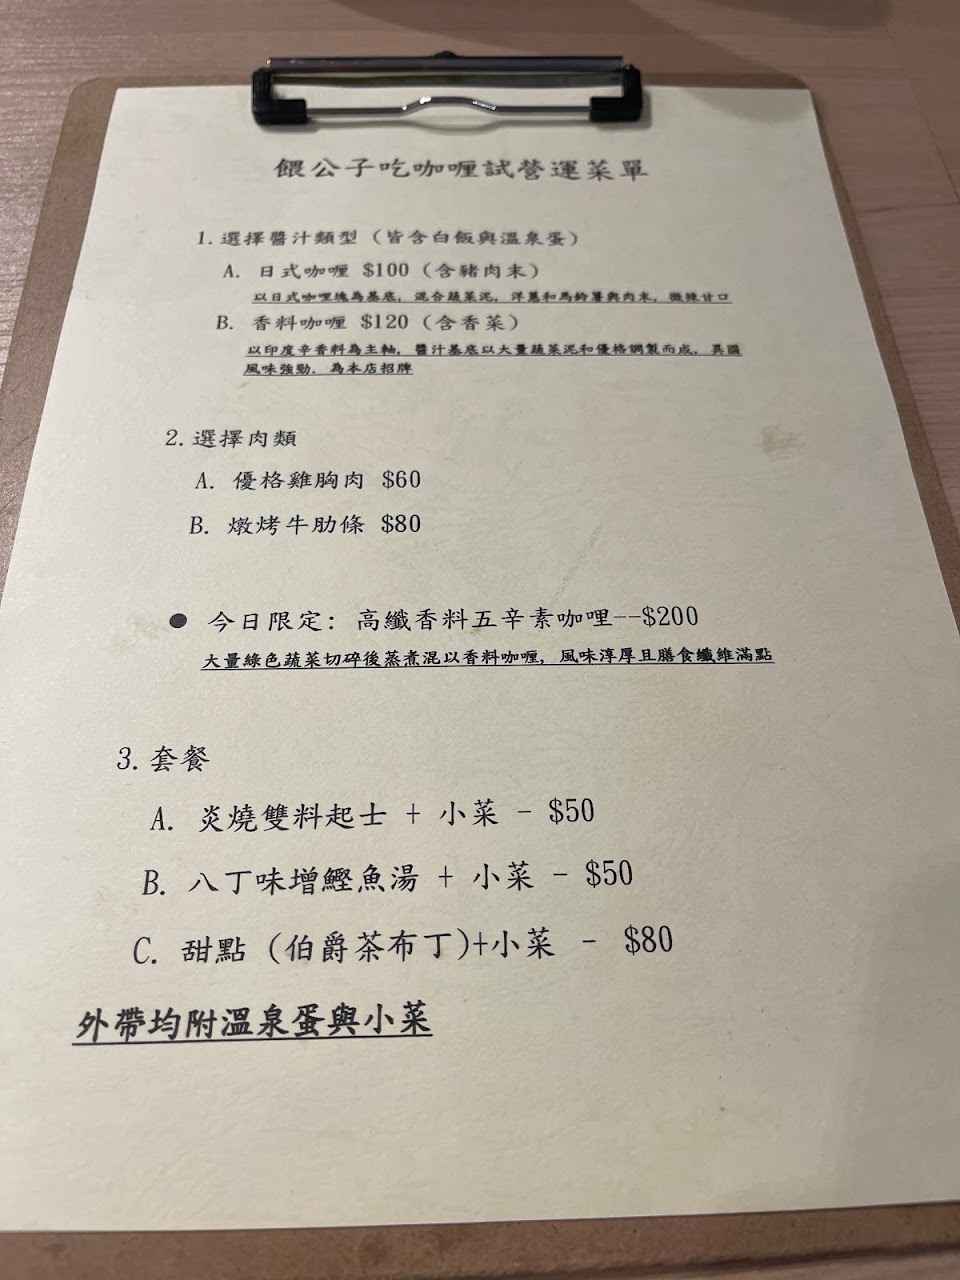 餵公子吃咖喱試營運菜單
1. 選擇醬汁類型（皆含白飯與溫泉蛋）
A. 日式咖喱 $100（含豬肉末）
以日式咖哩塊為基底，混合蔬菜泥，洋蔥和馬鈴薯與肉末，微辣甘口
B. 香料咖喱 $120（含香菜）
以印度辛香料為主軸，醬汁基底以大量蔬菜泥和優格調製而成，異國
風味強勁．為本店招牌
2. 選擇肉類
A. 優格雞胸肉 $60
B. 燉烤牛肋條 $80
● 今日限定：高纖香料五辛素咖哩--$200
大量綠色蔬菜切碎後蒸煮混以香料咖喱，風味淳厚且膳食纖維滿點
3. 套餐
A. 炎燒雙料起士 + 小菜 - $50
B. 八丁味增鰹魚湯 + 小菜 - $50
C. 甜點 (伯爵茶布丁)+小菜 - $80
外帶均附溫泉蛋與小菜